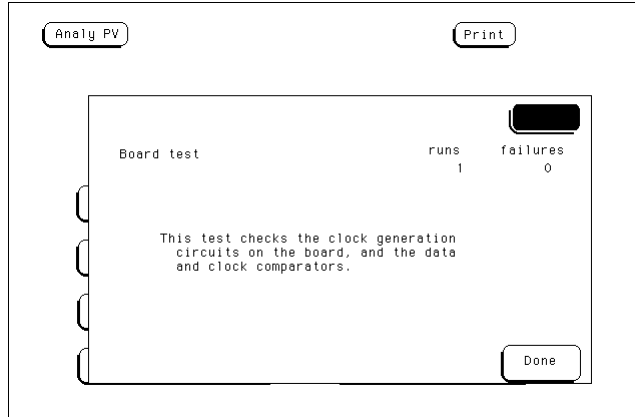 Analy PV Print
Board test runs failures
1 0
This test checks the clock generation
circuits on the board, and the data
and clock comparators.
Done